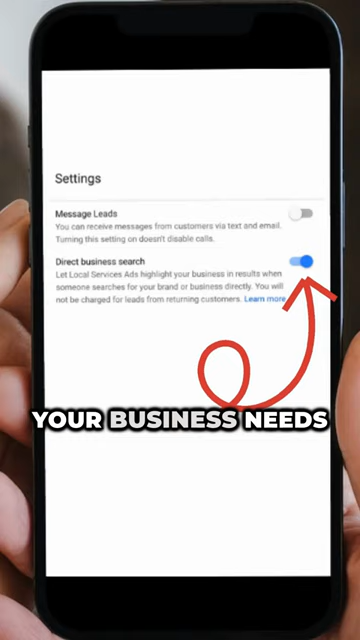 Settings
Message Leads
You can receive messages from customers via text and email.
Turning this setting on doesn't disable calls.
Direct business search
Let Local Services Ads highlight your business in results when
someone searches for your brand or business directly. You will
not be charged for leads from returning customers. Learn more
YOUR BUSINESS NEEDS